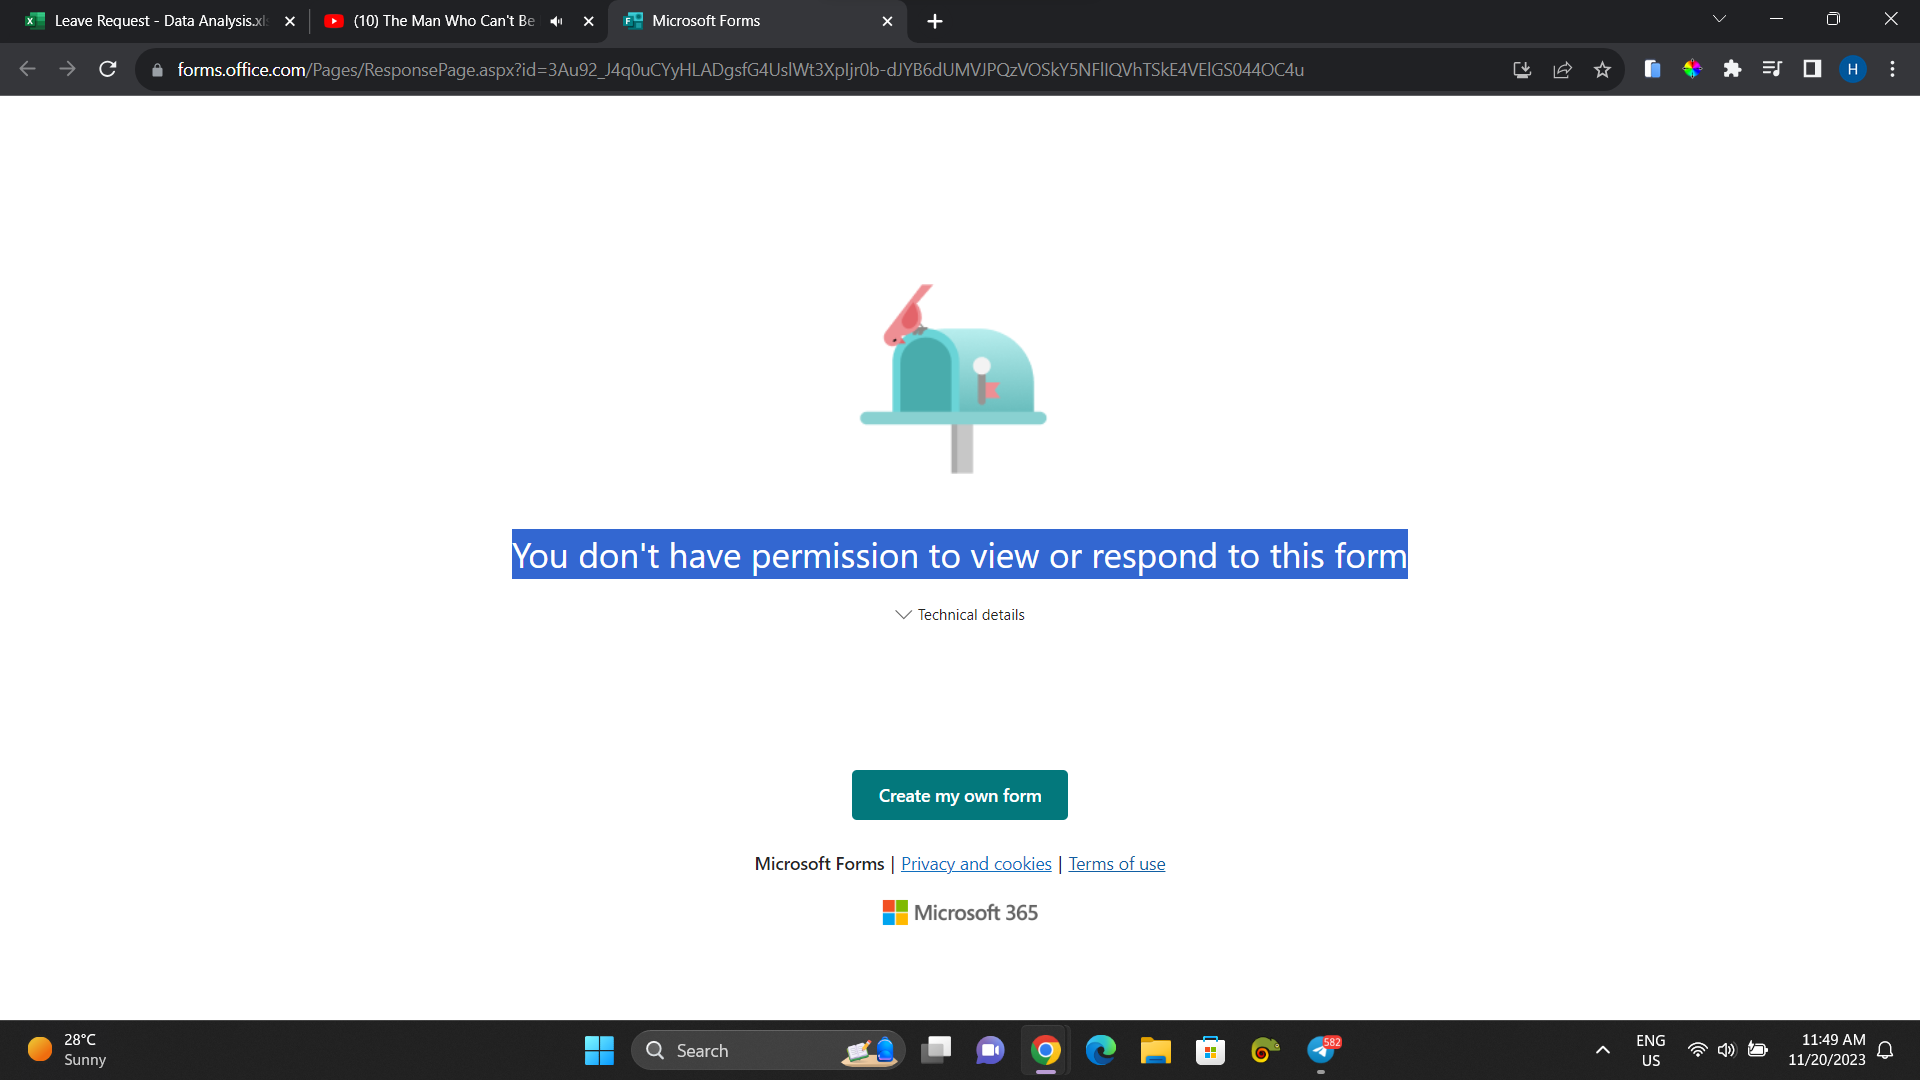 Leave Request - Data Analysis.xls
(10) The Man Who Can't Be
Microsoft Forms
forms.office.com/Pages/ResponsePage.aspx?id=3Au92_J4q0uCYyHLADgsfG4UslWt3XpIjr0b-dJYB6dUMVJPQzVOSkY5NFlIQVhTSkE4VElGS044OC4u
H
You don't have permission to view or respond to this form
Technical details
Create my own form
Microsoft Forms | Privacy and cookies | Terms of use
Microsoft 365
28°C
Sunny
Search
582
ENG
US
11:49 AM
11/20/2023